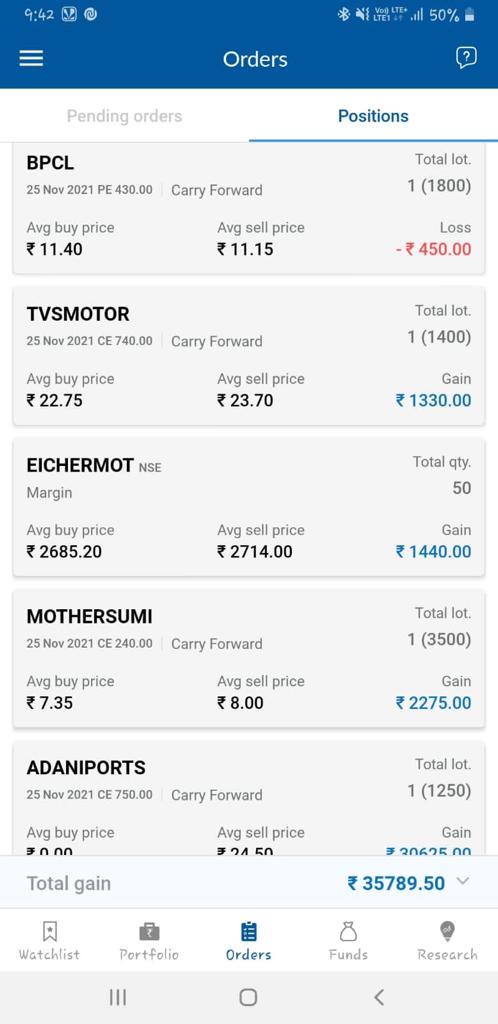 9:42
Vo)) LTE+
LTE1
50%
Orders
Pending orders
Positions
BPCL
Total lot.
25 Nov 2021 PE 430.00 Carry Forward
1 (1800)
Avg buy price
Avg sell price
Loss
₹ 11.40
₹ 11.15
- ₹ 450.00
TVSMOTOR
Total lot.
25 Nov 2021 CE 740.00 Carry Forward
1 (1400)
Avg buy price
Avg sell price
Gain
₹ 22.75
₹ 23.70
₹ 1330.00
EICHERMOT NSE
Total qty.
Margin
50
Avg buy price
Avg sell price
Gain
₹ 2685.20
₹ 2714.00
₹ 1440.00
MOTHERSUMI
Total lot.
25 Nov 2021 CE 240.00 Carry Forward
1 (3500)
Avg buy price
Avg sell price
Gain
₹ 7.35
₹ 8.00
₹ 2275.00
ADANIPORTS
Total lot.
25 Nov 2021 CE 750.00 Carry Forward
1 (1250)
Avg buy price
Avg sell price
Gain
₹ 0.00
₹ 24.50
₹ 30625.00
Total gain
₹ 35789.50
Watchlist
Portfolio
Orders
Funds
Research